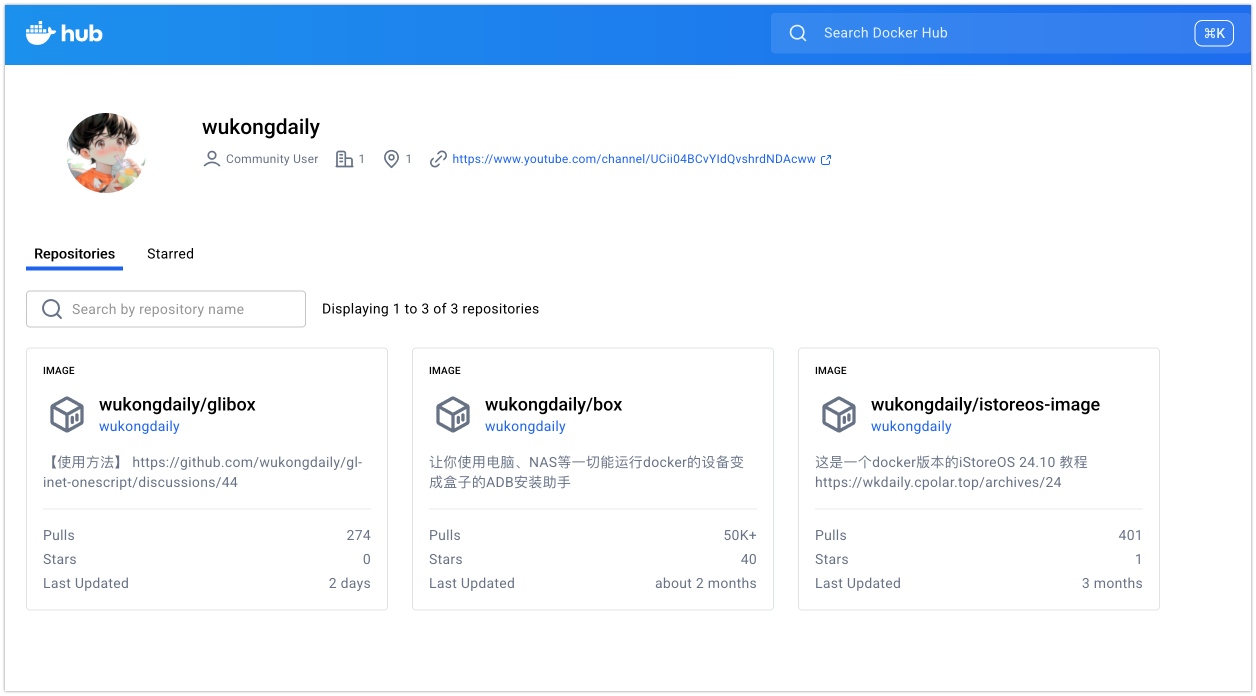 hub
Search Docker Hub
⌘K
wukongdaily
Community User
1
1
https://www.youtube.com/channel/UCii04BCvYIdQvshrdNDAcww
Repositories
Starred
Search by repository name
Displaying 1 to 3 of 3 repositories
IMAGE
wukongdaily/glibox
wukongdaily
【使用方法】 https://github.com/wukongdaily/gl-
inet-onescript/discussions/44
Pulls 274
Stars 0
Last Updated 2 days
IMAGE
wukongdaily/box
wukongdaily
让你使用电脑、NAS等一切能运行docker的设备变
成盒子的ADB安装助手
Pulls 50K+
Stars 40
Last Updated about 2 months
IMAGE
wukongdaily/istoreos-image
wukongdaily
这是一个docker版本的iStoreOS 24.10 教程
https://wkdaily.cpolar.top/archives/24
Pulls 401
Stars 1
Last Updated 3 months